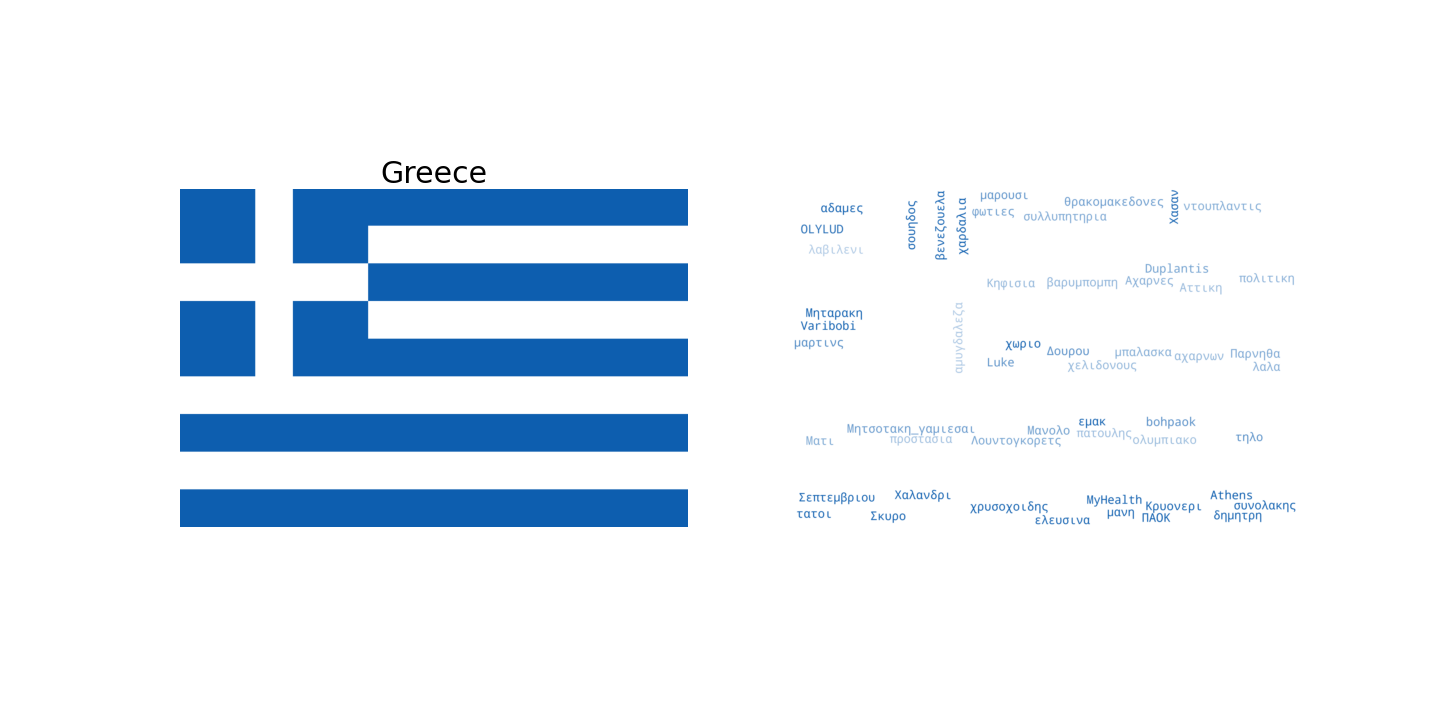 Greece
μαρουσι
αδαμες
σουηδος
βενεζουελα
χαρδαλια
φωτιες
θρακομακεδονες
συλλυπητηρια
Χασαν
ντουπλαντις
OLYLUD
λαβιλενι
Duplantis
Κηφισια
βαρυμπομπη
Αχαρνες
Αττικη
πολιτικη
Μηταρακη
Varibobi
μαρτινς
αμυγδαλεζα
χωριο
Δουρου
μπαλασκα
αχαρνων
Παρνηθα
Luke
χελιδονους
λαλα
Μητσοτακη_γαμιεσαι
Μανολο
εμακ
bohpaok
Ματι
προστασια
Λουντογκορετς
πατουλης
ολυμπιακο
τηλο
Σεπτεμβριου
Χαλανδρι
MyHealth
Athens
χρυσοχοιδης
Κρυονερι
συνολακης
τατοι
Σκυρο
ελευσινα
μανη
ΠΑΟΚ
δημητρη